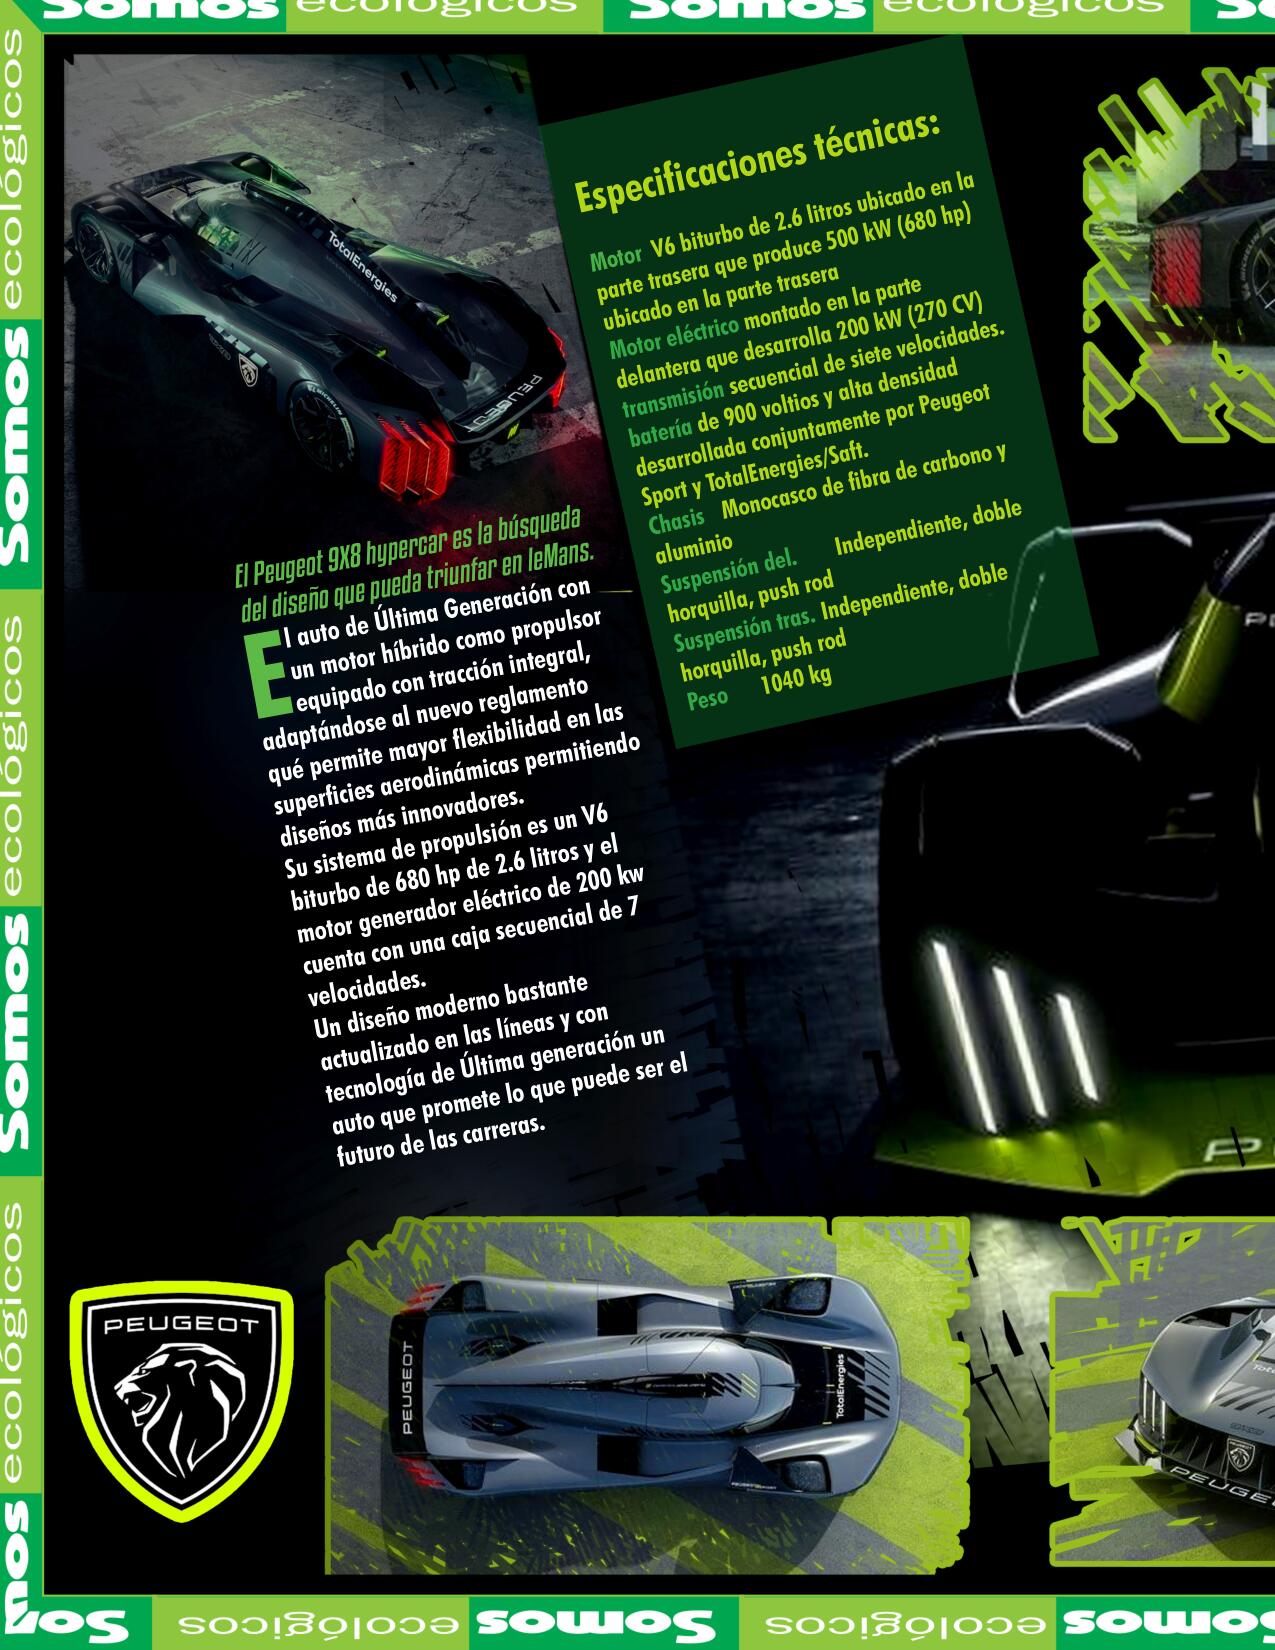 Somos ecológicos Somos ecológicos So
ecológicos
Somos
ecológicos
Somos
ecológicos
mos
TotalEnergies
PEUGEOT
El Peugeot 9X8 hypercar es la búsqueda
del diseño que pueda triunfar en leMans.
El auto de Última Generación con
un motor híbrido como propulsor
equipado con tracción integral,
adaptándose al nuevo reglamento
qué permite mayor flexibilidad en las
superficies aerodinámicas permitiendo
diseños más innovadores.
Su sistema de propulsión es un V6
biturbo de 680 hp de 2.6 litros y el
motor generador eléctrico de 200 kw
cuenta con una caja secuencial de 7
velocidades.
Un diseño moderno bastante
actualizado en las líneas y con
tecnología de Última generación un
auto que promete lo que puede ser el
futuro de las carreras.
Especificaciones técnicas:
Motor V6 biturbo de 2.6 litros ubicado en la
parte trasera que produce 500 kW (680 hp)
ubicado en la parte trasera
Motor eléctrico montado en la parte
delantera que desarrolla 200 kW (270 CV)
transmisión secuencial de siete velocidades.
batería de 900 voltios y alta densidad
desarrollada conjuntamente por Peugeot
Sport y TotalEnergies/Saft.
Chasis Monocasco de fibra de carbono y
aluminio
Suspensión del. Independiente, doble
horquilla, push rod
Suspensión tras. Independiente, doble
horquilla, push rod
Peso 1040 kg
PEUGEOT
PEUGEOT
TotalEnergies
PEUGE
Somos ecológicos Somos ecológicos Somos